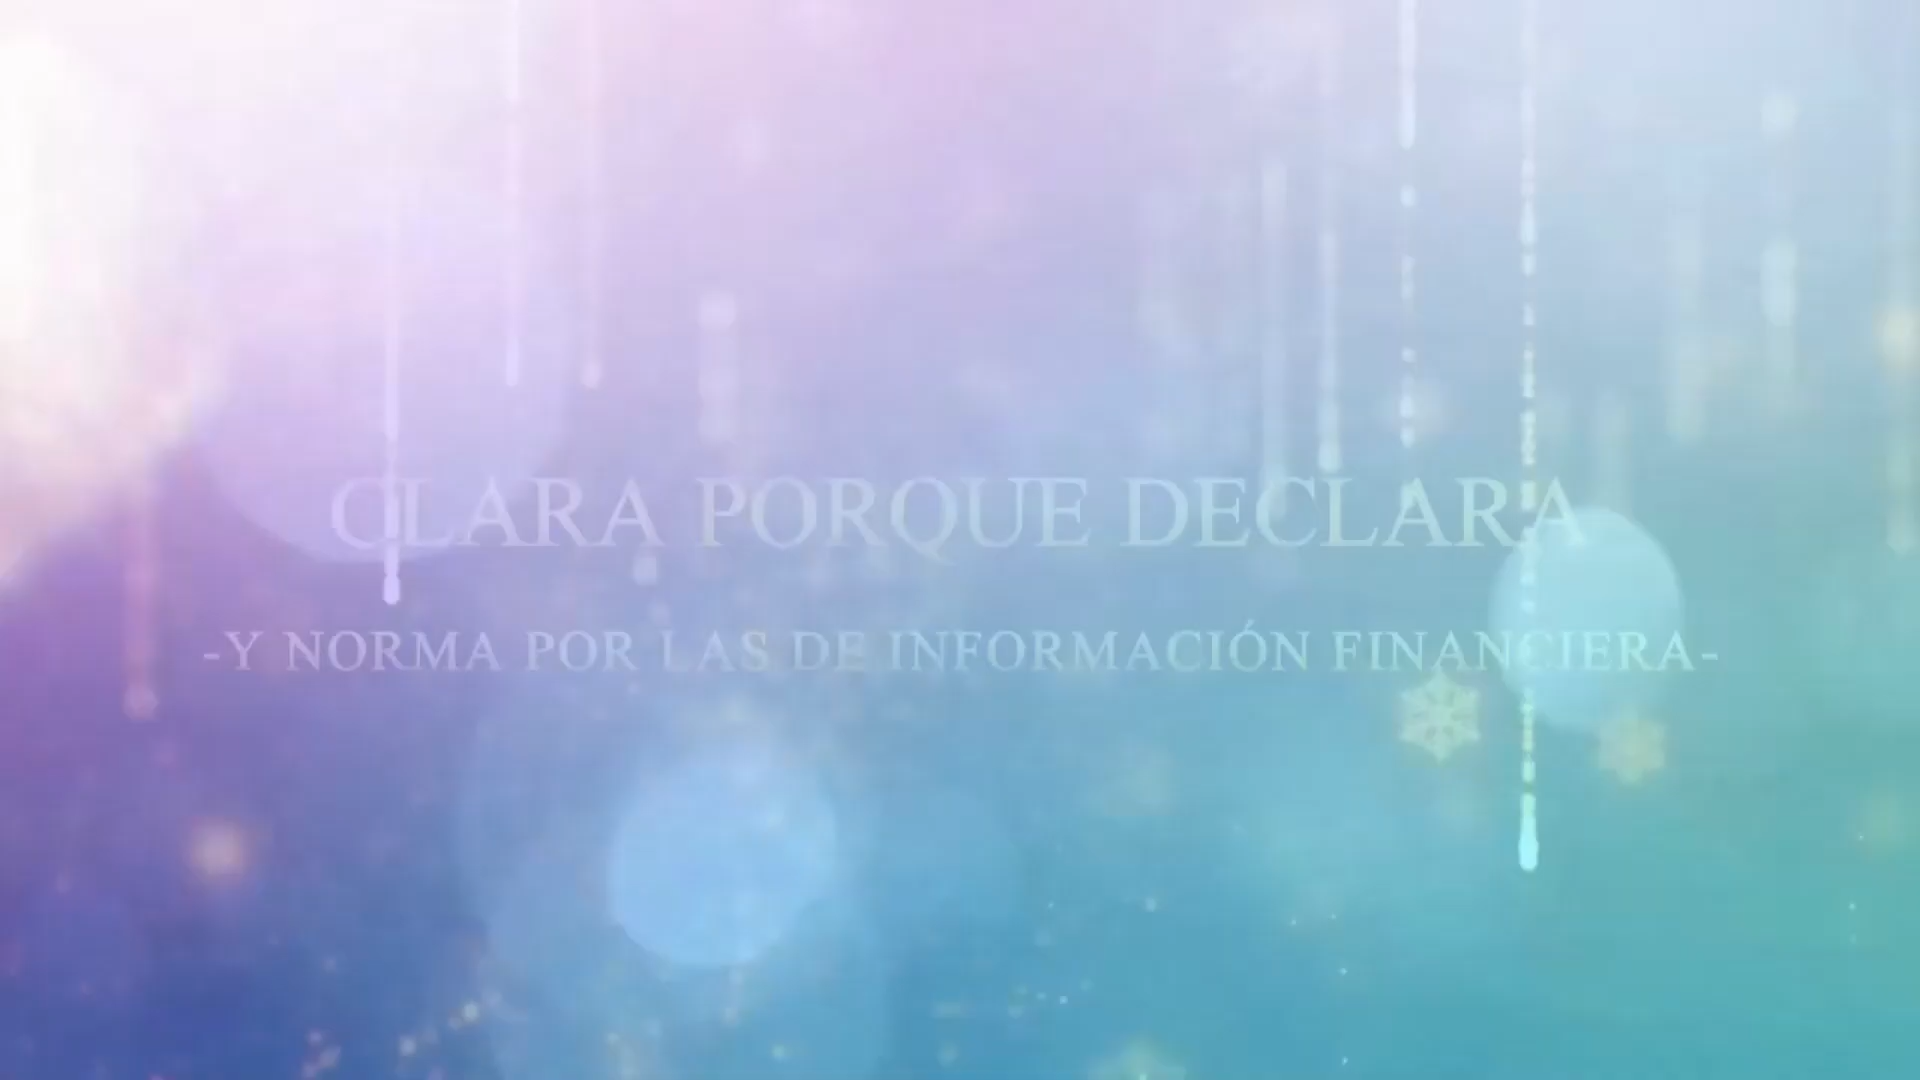 CLARA PORQUE DECLARA
-Y NORMA POR LAS DE INFORMACIÓN FINANCIERA-